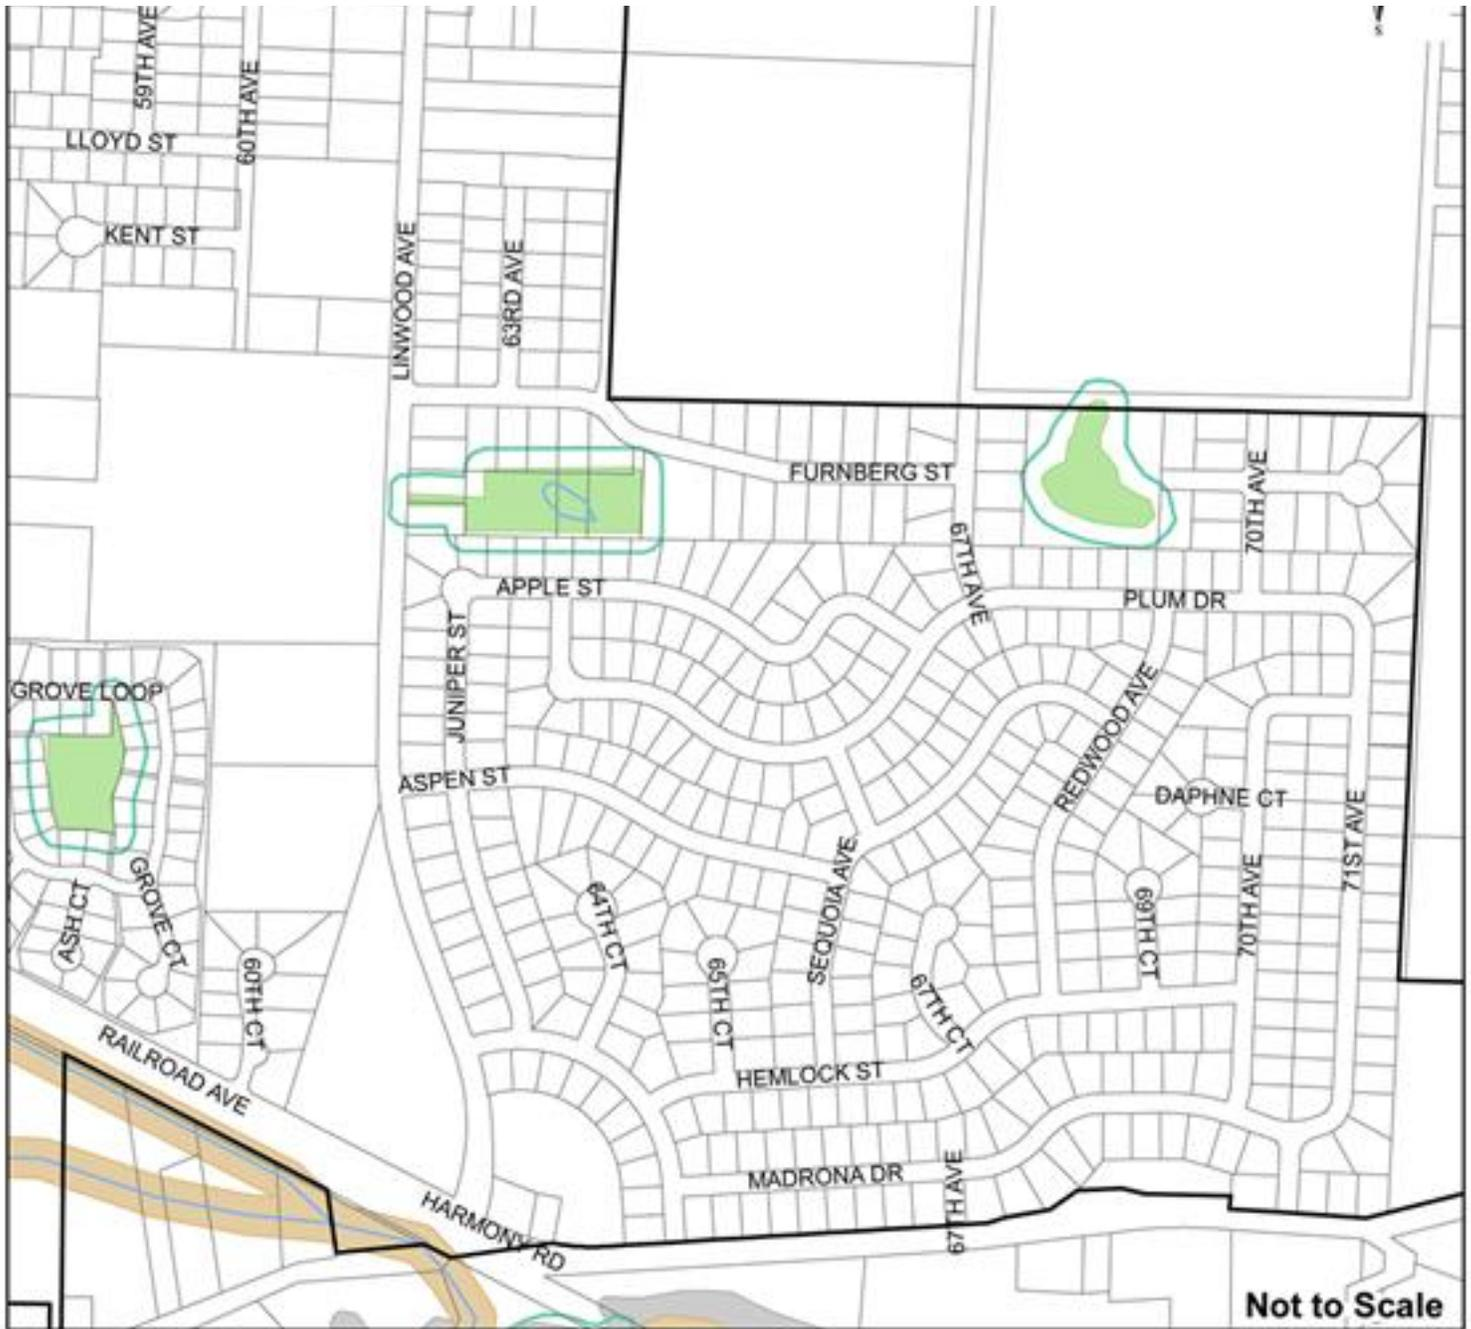 S
59TH AVE
60TH AVE
LLOYD ST
KENT ST
LINWOOD AVE
63RD AVE
FURNBERG ST
70TH AVE
67TH AVE
APPLE ST
PLUM DR
JUNIPER ST
GROVE LOOP
REDWOOD AVE
ASPEN ST
DAPHNE CT
71ST AVE
SEQUOIA AVE
64TH CT
ASH CT
GROVE CT
69TH CT
70TH AVE
60TH CT
65TH CT
67TH CT
RAILROAD AVE
HEMLOCK ST
MADRONA DR
67TH AVE
HARMONY RD
Not to Scale